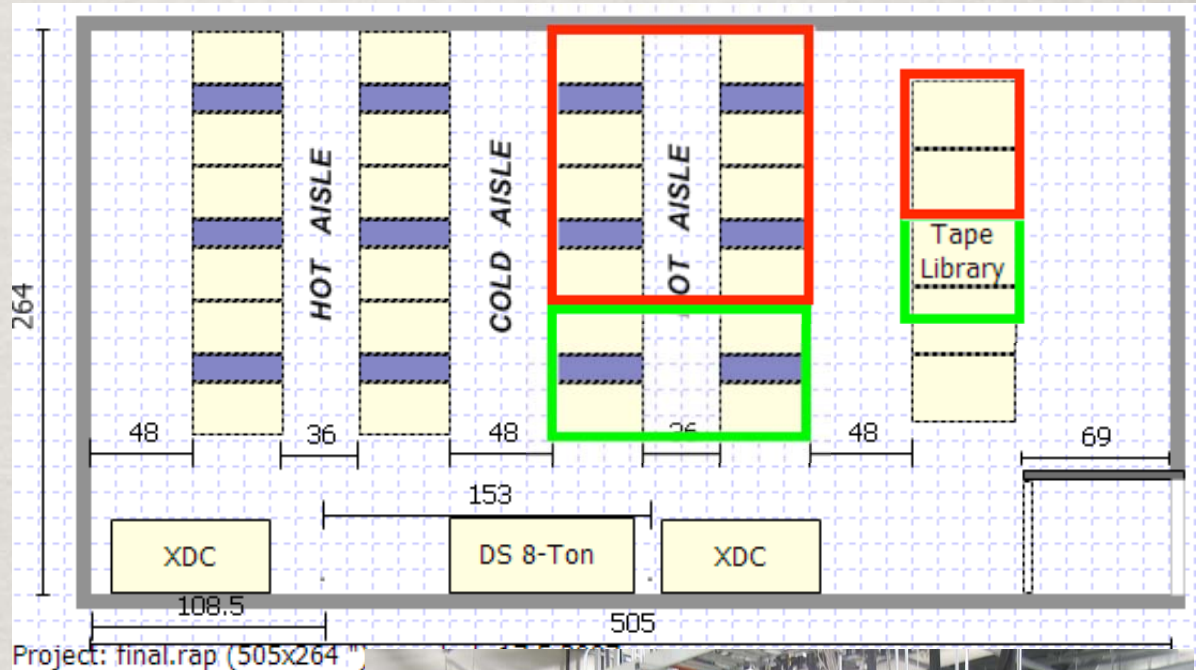 HOT AISLE
COLD AISLE
OT AISLE
Tape
Library
264
48
36
48
48
69
153
XDC
DS 8-Ton
XDC
108.5
505
Project: final.rap (505x264 ")